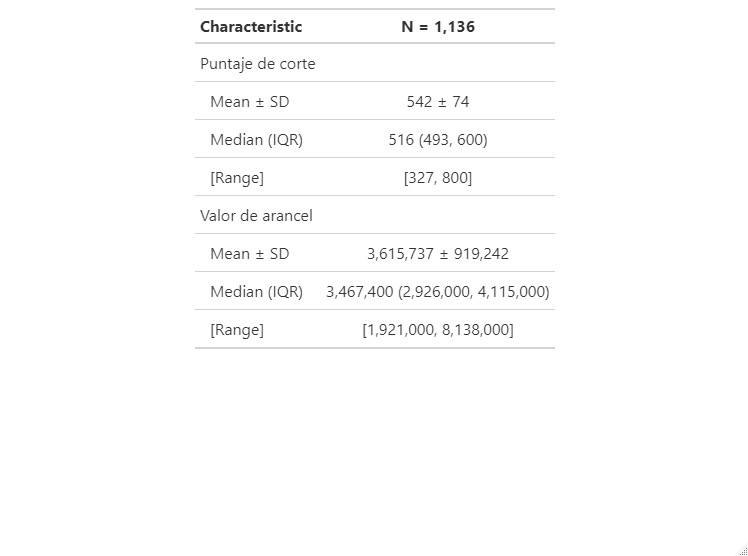 Characteristic N = 1,136
Puntaje de corte
Mean ± SD 542 ± 74
Median (IQR) 516 (493, 600)
[Range] [327, 800]
Valor de arancel
Mean ± SD 3,615,737 ± 919,242
Median (IQR) 3,467,400 (2,926,000, 4,115,000)
[Range] [1,921,000, 8,138,000]